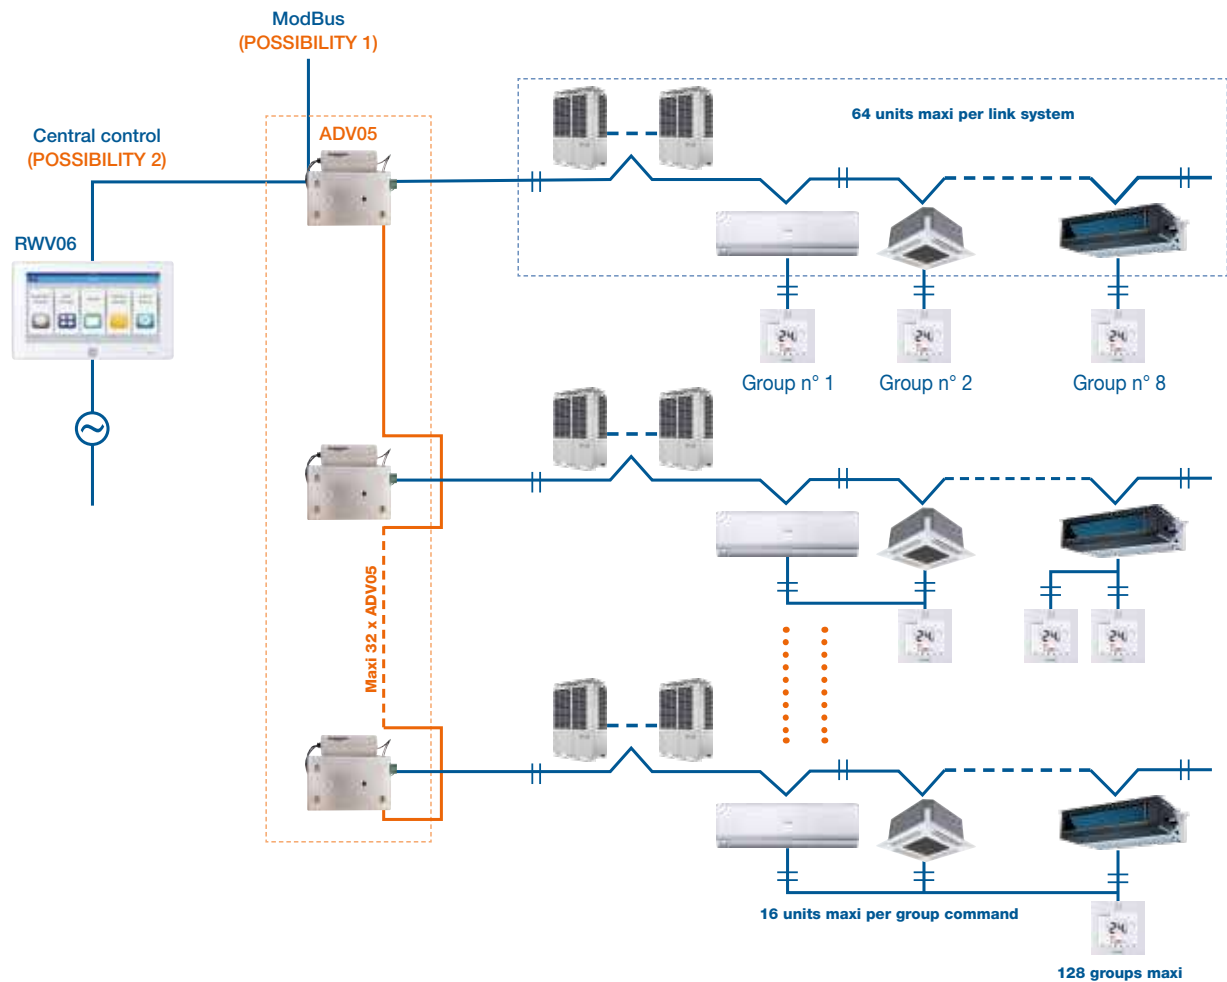 ModBus
(POSSIBILITY 1)
64 units maxi per link system
Central control
(POSSIBILITY 2)
ADV05
RWV06
Group n° 1
Group n° 2
Group n° 8
Maxi 32 x ADV05
16 units maxi per group command
128 groups maxi